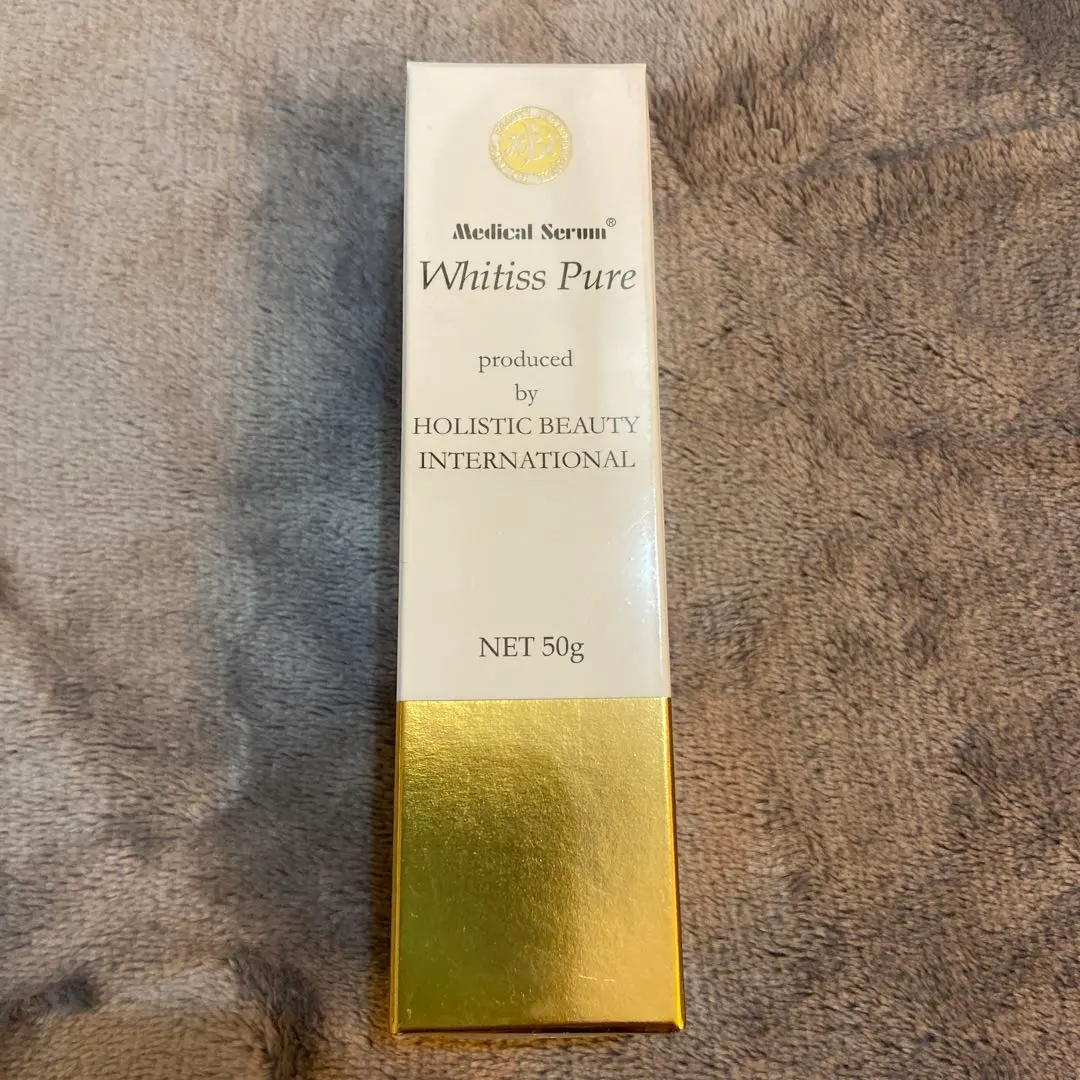 Medical Serum®
Whitiss Pure
produced
by
HOLISTIC BEAUTY
INTERNATIONAL
NET 50g